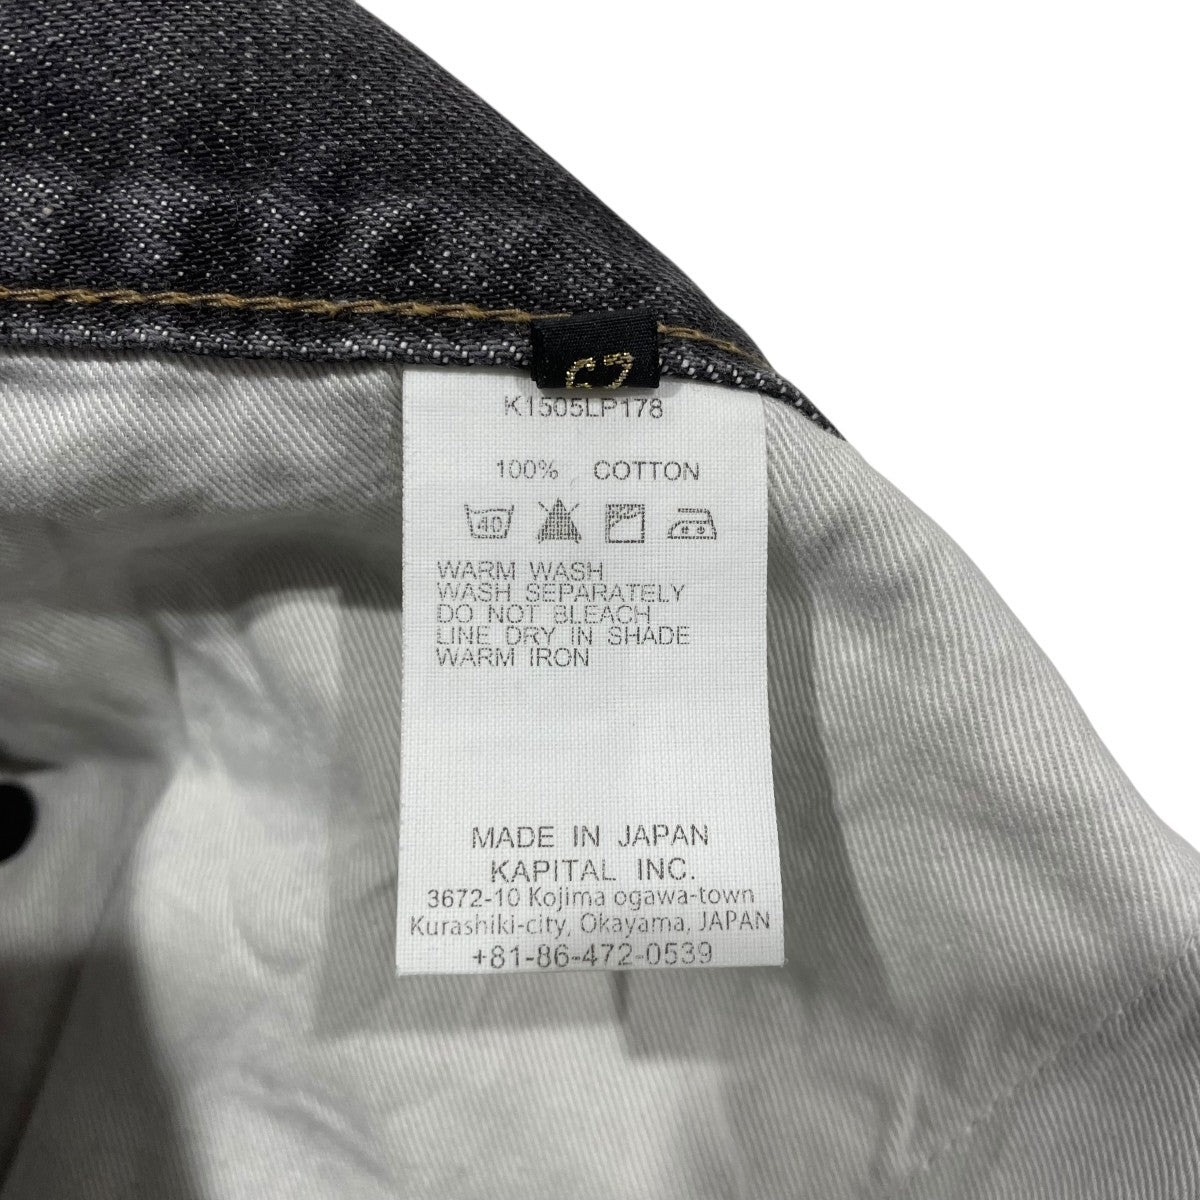 K1505LP178
100% COTTON
40
WARM WASH
WASH SEPARATELY
DO NOT BLEACH
LINE DRY IN SHADE
WARM IRON
MADE IN JAPAN
KAPITAL INC.
3672-10 Kojima ogawa-town
Kurashiki-city, Okayama, JAPAN
+81-86-472-0539